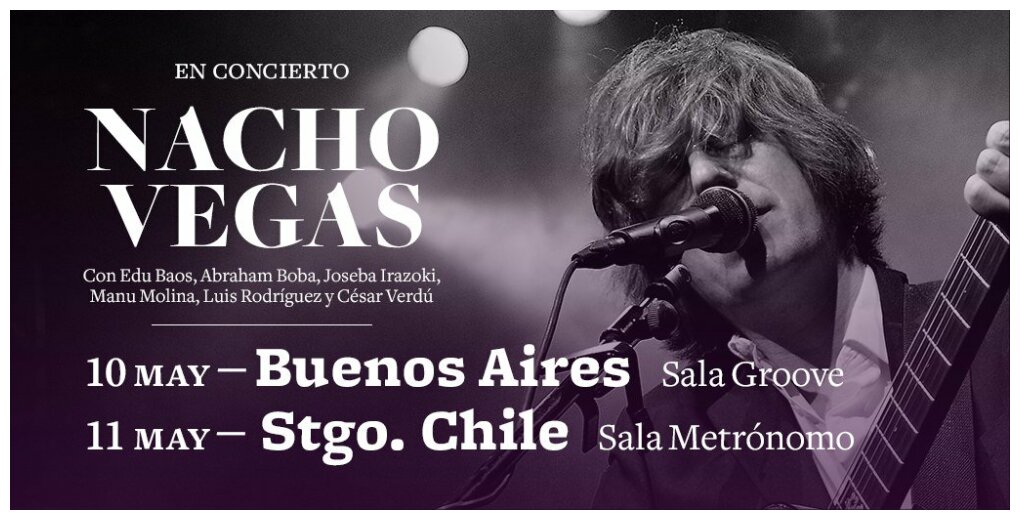 EN CONCIERTO
NACHO
VEGAS
Con Edu Baos, Abraham Boba, Joseba Irazoki,
Manu Molina, Luis Rodríguez y César Verdú
10 MAY — Buenos Aires Sala Groove
11 MAY — Stgo. Chile Sala Metrónomo